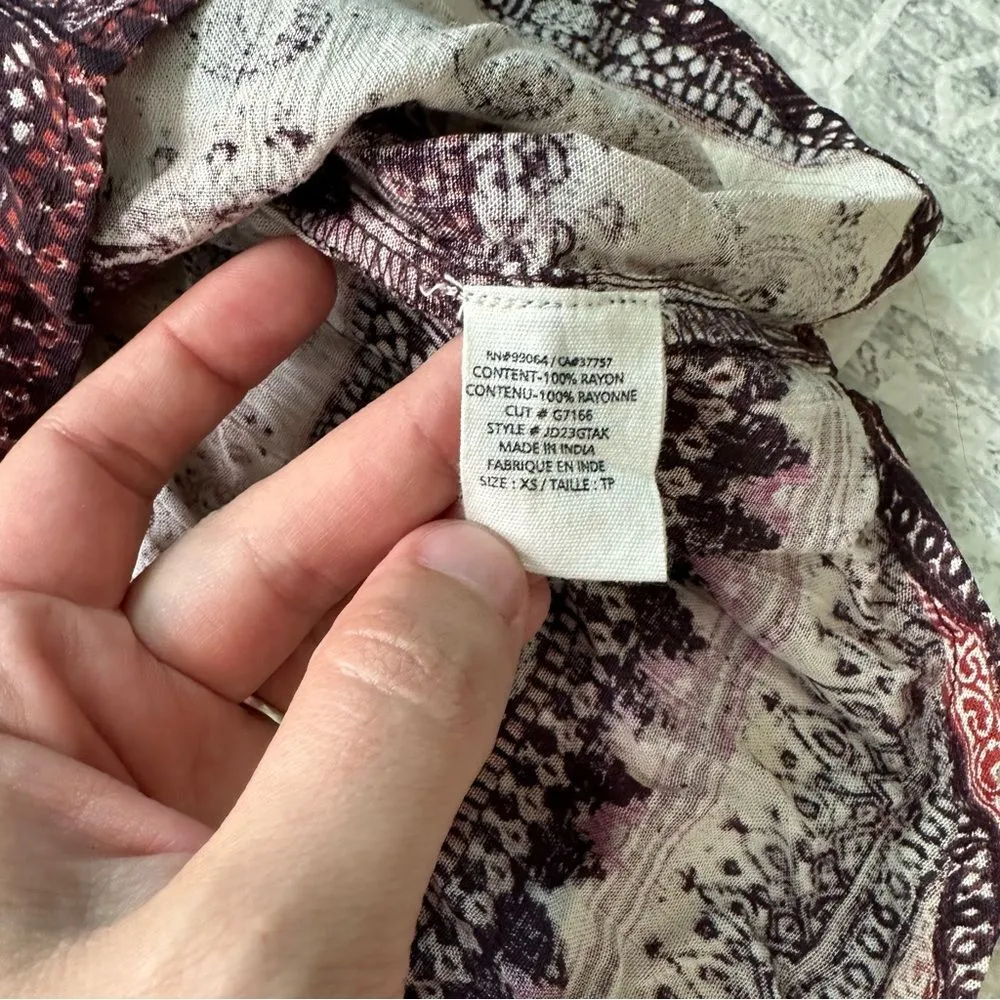 RN#93064 / CA#37757
CONTENT-100% RAYON
CONTENU-100% RAYONNE
CUT # G7166
STYLE # JD23GTAK
MADE IN INDIA
FABRIQUE EN INDE
SIZE : XS / TAILLE : TP